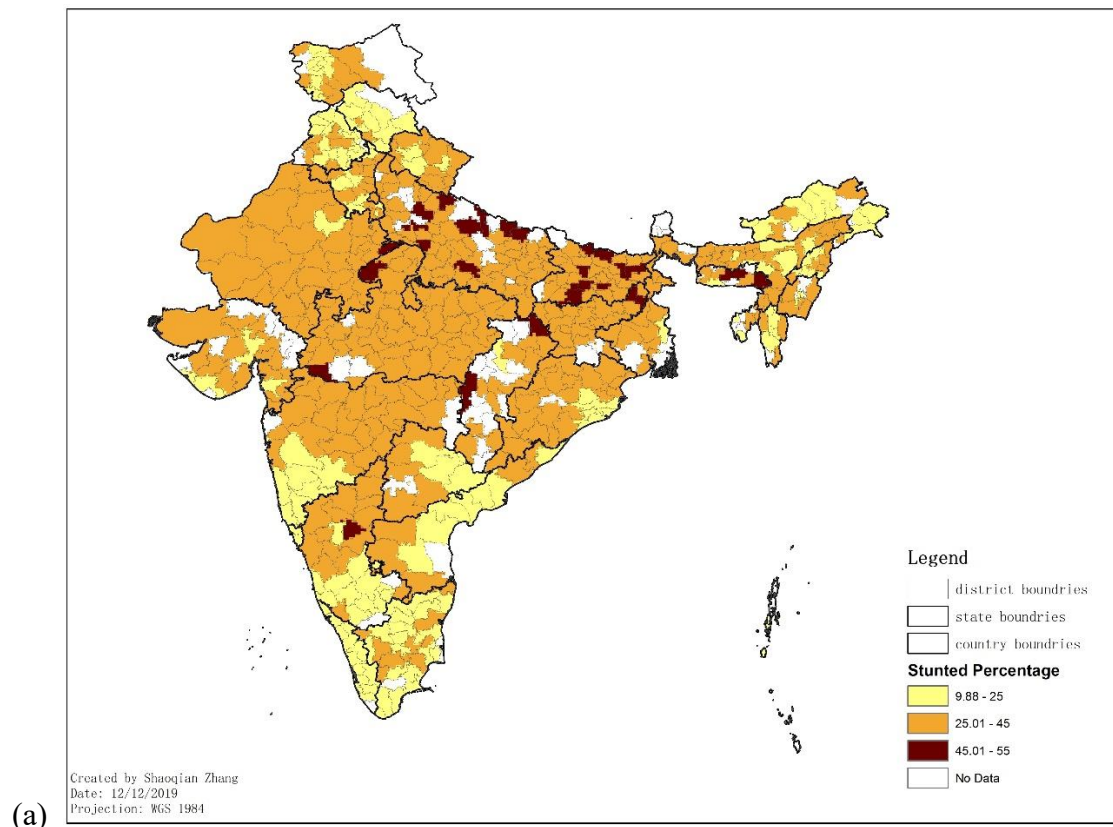 Legend
district boundries
state boundries
country boundries
Stunted Percentage
9.88 - 25
25.01 - 45
45.01 - 55
No Data
Created by Shaoqian Zhang
Date: 12/12/2019
Projection: WGS 1984
(a)